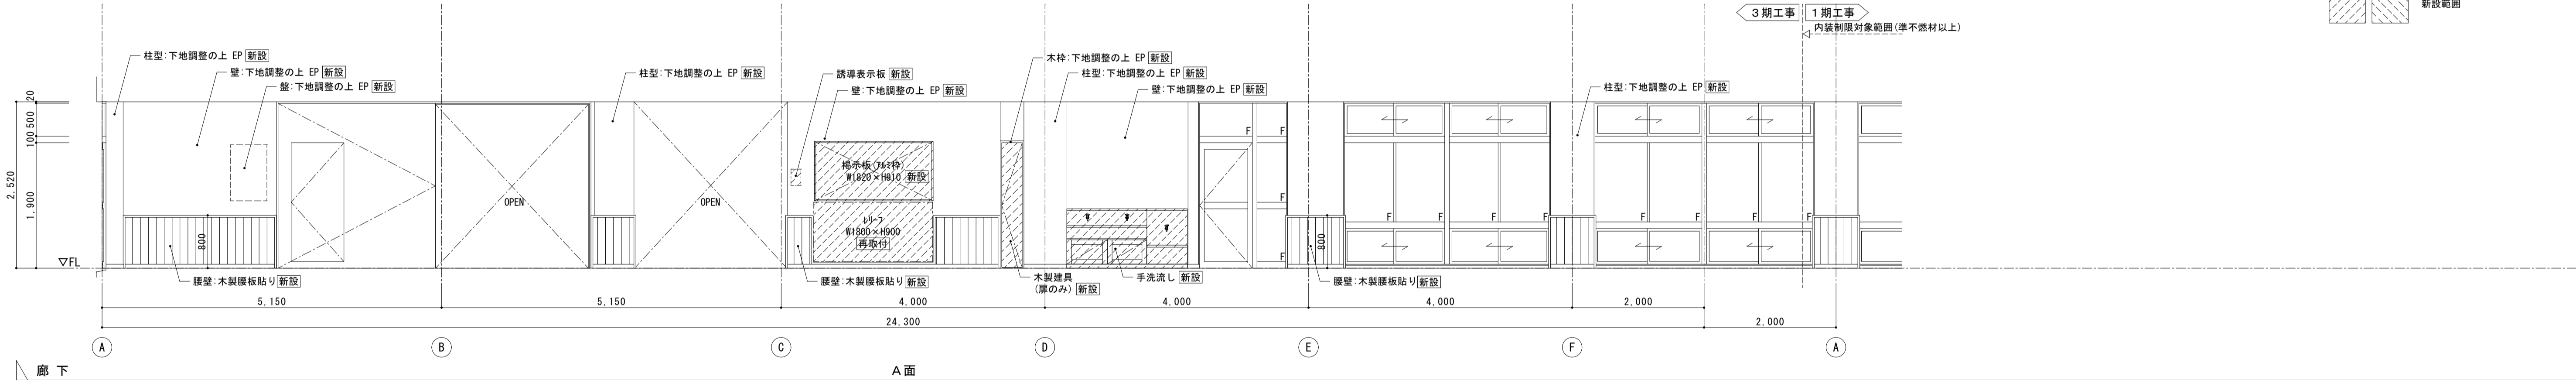 3期工事 1期工事
新設範囲
内装制限対象範囲(準不燃材以上)
柱型:下地調整の上 EP 新設
壁:下地調整の上 EP 新設
盤:下地調整の上 EP 新設
柱型:下地調整の上 EP 新設
誘導表示板 新設
壁:下地調整の上 EP 新設
木枠:下地調整の上 EP 新設
柱型:下地調整の上 EP 新設
壁:下地調整の上 EP 新設
柱型:下地調整の上 EP 新設
20
500
100
1,900
2,520
800
▽FL
OPEN
OPEN
掲示板(アルミ枠)
W1820×H910 新設
レリーフ
W1800×H900
再取付
F F
F
F
800
F F F F
F F F F
腰壁:木製腰板貼り 新設
腰壁:木製腰板貼り 新設
木製建具
(扉のみ) 新設
手洗流し 新設
腰壁:木製腰板貼り 新設
5,150 5,150 4,000 4,000 4,000 2,000
24,300 2,000
A B C D E F A
廊 下
A面